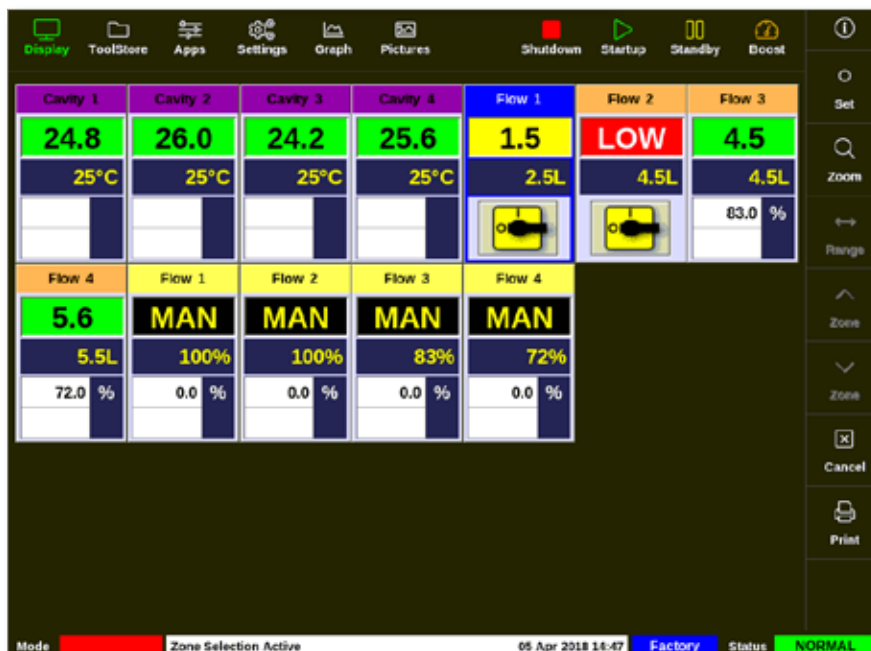 Display ToolStore Apps Settings Graph Pictures Shutdown Startup Standby Boost
Set
Zoom
Range
Zone
Zone
Cancel
Print
Cavity 1 Cavity 2 Cavity 3 Cavity 4 Flow 1 Flow 2 Flow 3
24.8 26.0 24.2 25.6 1.5 LOW 4.5
25°C 25°C 25°C 25°C 2.5L 4.5L 4.5L
83.0 %
Flow 4 Flow 1 Flow 2 Flow 3 Flow 4
5.6 MAN MAN MAN MAN
5.5L 100% 100% 83% 72%
72.0 % 0.0 % 0.0 % 0.0 % 0.0 %
Mode Zone Selection Active 05 Apr 2018 14:47 Factory Status NORMAL